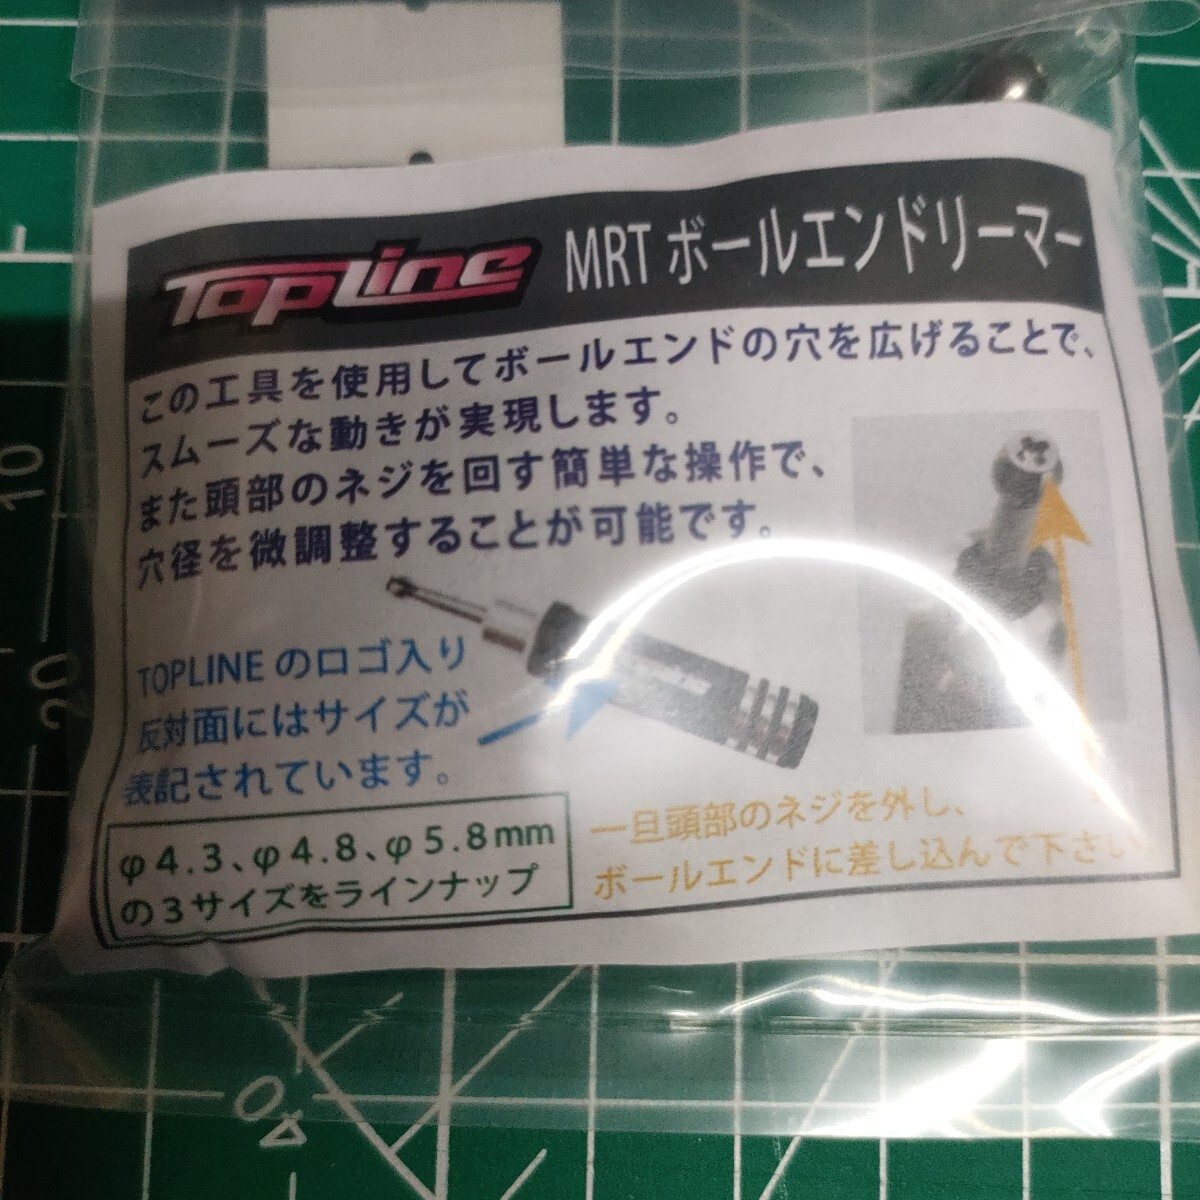 TOPLINE MRT ボールエンドリーマー
この工具を使用してボールエンドの穴を広げることで、
スムーズな動きが実現します。
また頭部のネジを回す簡単な操作で、
穴径を微調整することが可能です。
TOPLINE のロゴ入り
反対面にはサイズが
表記されています。
φ4.3、φ4.8、φ5.8mm
の3サイズをラインナップ
一旦頭部のネジを外し、
ボールエンドに差し込んで下さい
10
20
0